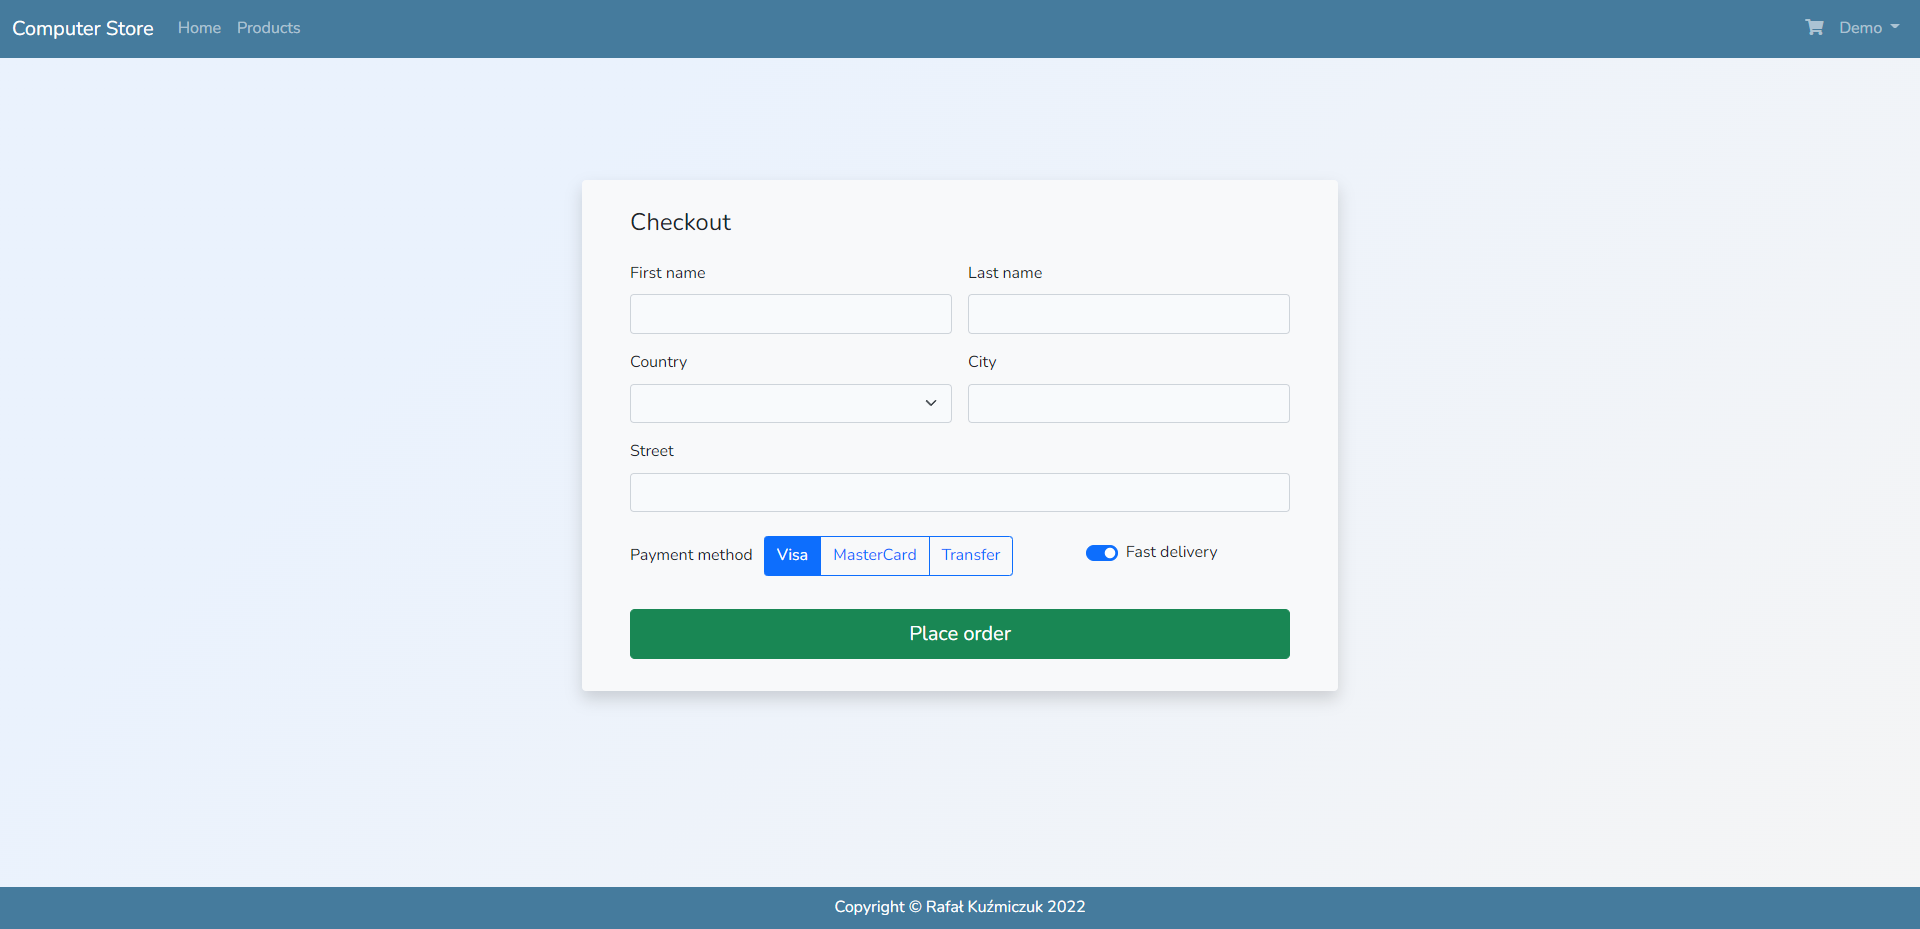 Computer Store Home Products Demo
Checkout
First name Last name
Country City
Street
Payment method Visa MasterCard Transfer Fast delivery
Place order
Copyright © Rafał Kuźmiczuk 2022